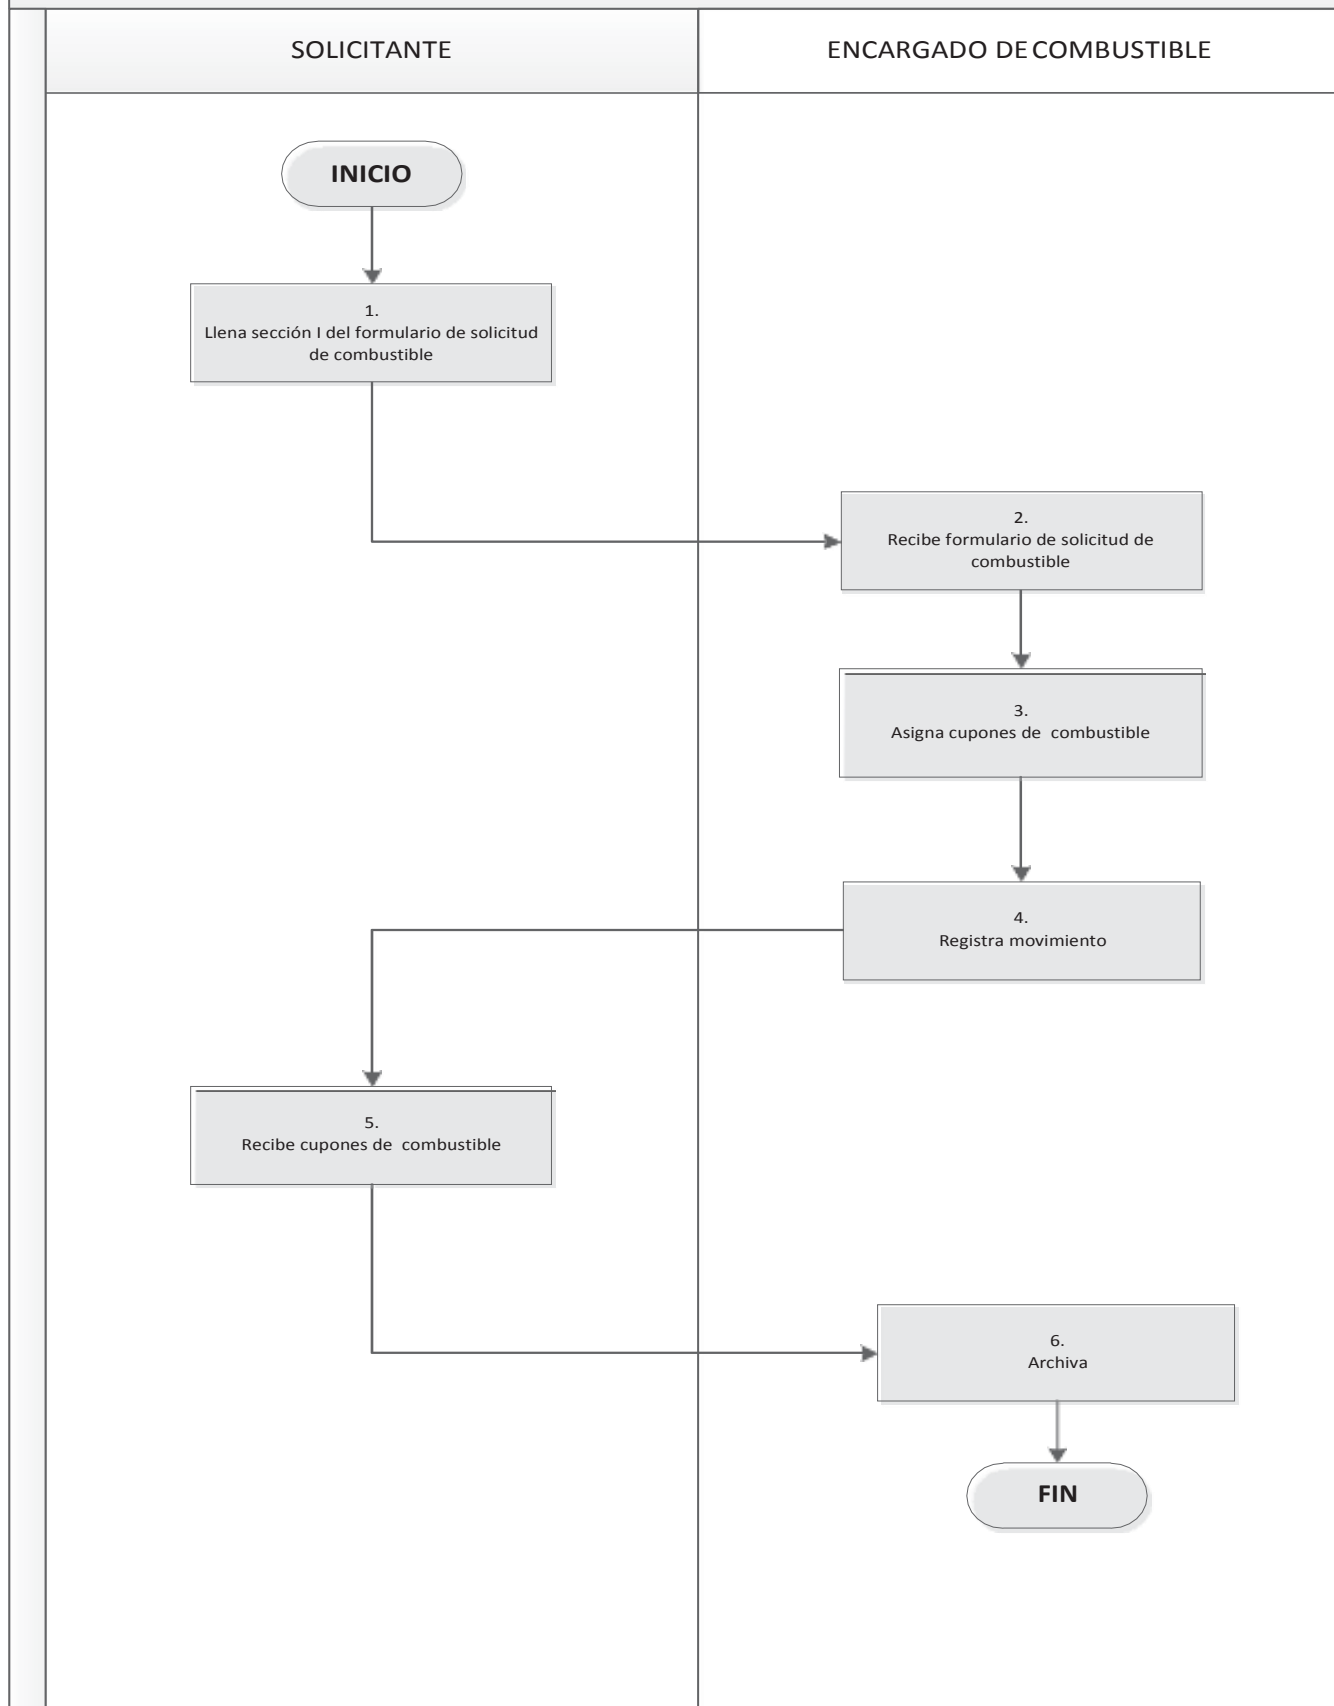 SOLICITANTE
ENCARGADO DE COMBUSTIBLE
INICIO
1.
Llena sección I del formulario de solicitud
de combustible
2.
Recibe formulario de solicitud de
combustible
3.
Asigna cupones de combustible
4.
Registra movimiento
5.
Recibe cupones de combustible
6.
Archiva
FIN